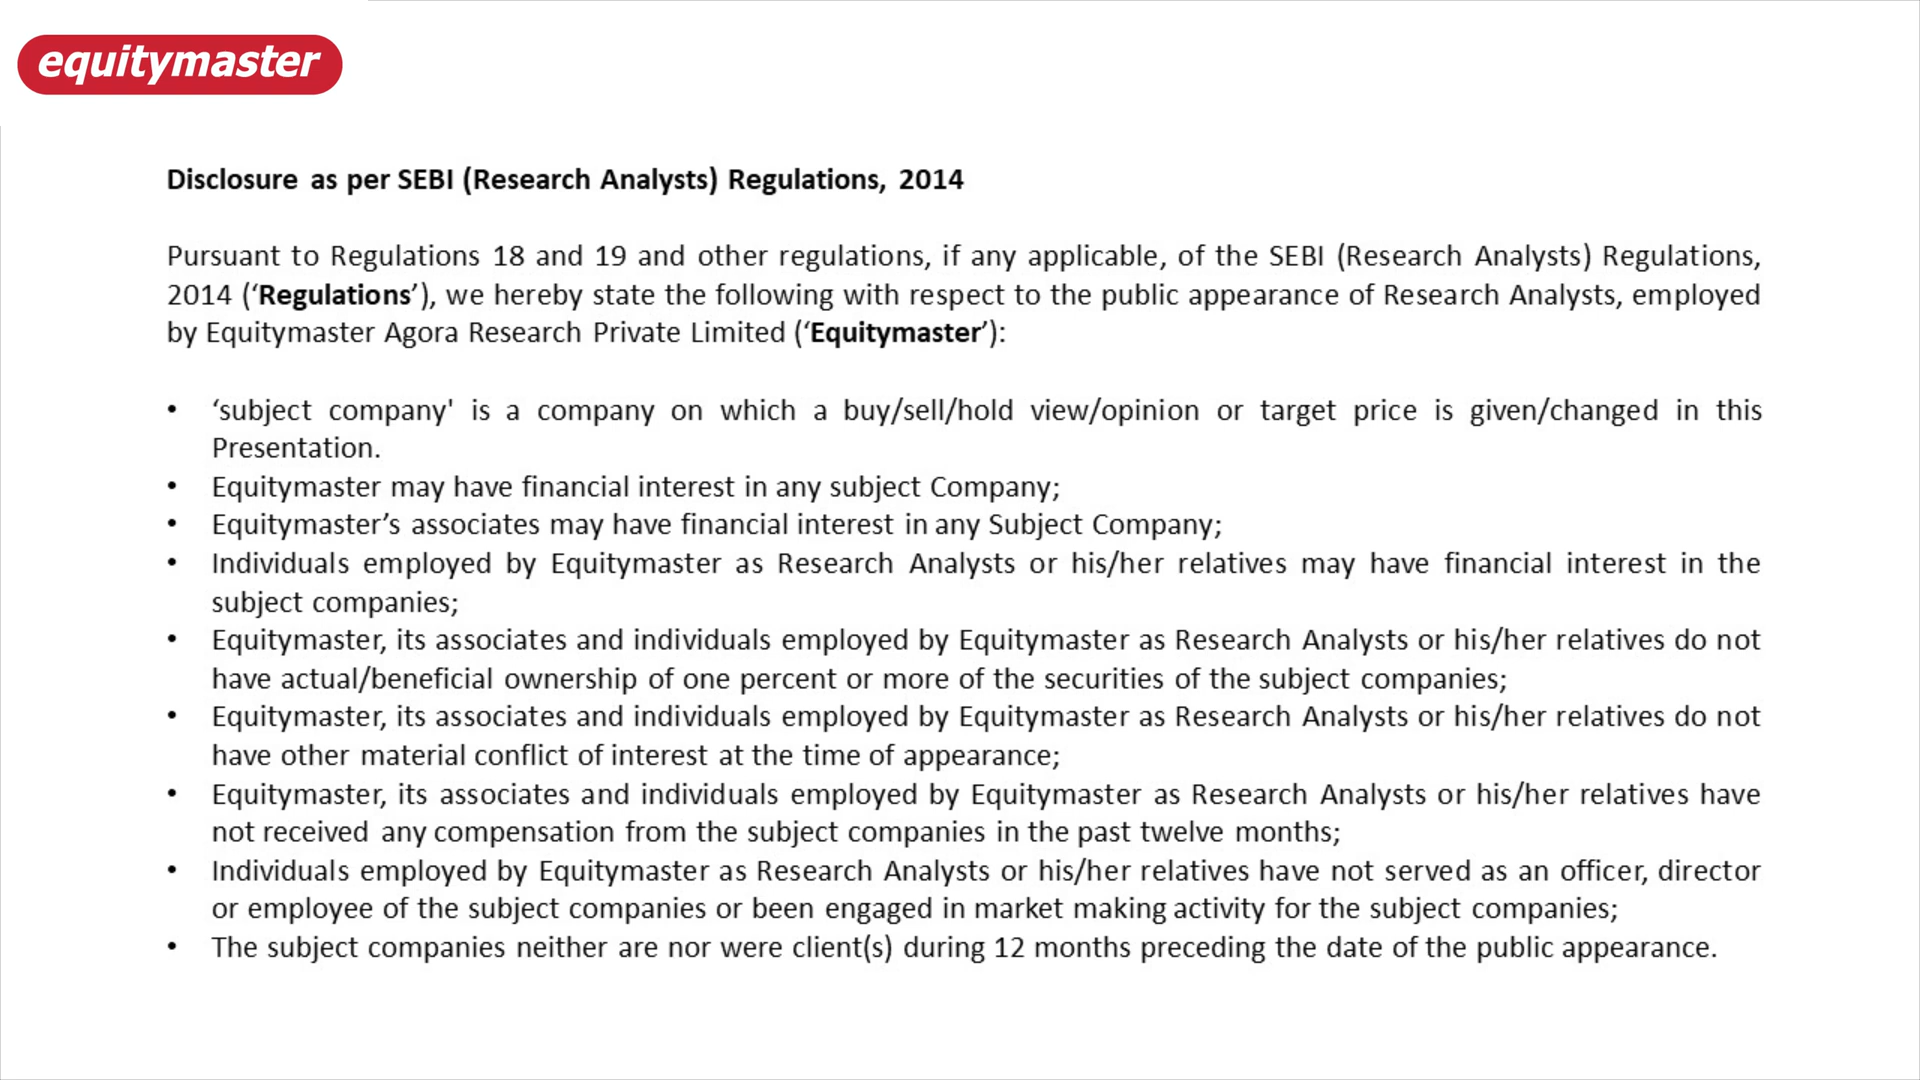 equitymaster
Disclosure as per SEBI (Research Analysts) Regulations, 2014
Pursuant to Regulations 18 and 19 and other regulations, if any applicable, of the SEBI (Research Analysts) Regulations,
2014 (‘Regulations’), we hereby state the following with respect to the public appearance of Research Analysts, employed
by Equitymaster Agora Research Private Limited (‘Equitymaster’):
• ‘subject company' is a company on which a buy/sell/hold view/opinion or target price is given/changed in this
Presentation.
• Equitymaster may have financial interest in any subject Company;
• Equitymaster’s associates may have financial interest in any Subject Company;
• Individuals employed by Equitymaster as Research Analysts or his/her relatives may have financial interest in the
subject companies;
• Equitymaster, its associates and individuals employed by Equitymaster as Research Analysts or his/her relatives do not
have actual/beneficial ownership of one percent or more of the securities of the subject companies;
• Equitymaster, its associates and individuals employed by Equitymaster as Research Analysts or his/her relatives do not
have other material conflict of interest at the time of appearance;
• Equitymaster, its associates and individuals employed by Equitymaster as Research Analysts or his/her relatives have
not received any compensation from the subject companies in the past twelve months;
• Individuals employed by Equitymaster as Research Analysts or his/her relatives have not served as an officer, director
or employee of the subject companies or been engaged in market making activity for the subject companies;
• The subject companies neither are nor were client(s) during 12 months preceding the date of the public appearance.